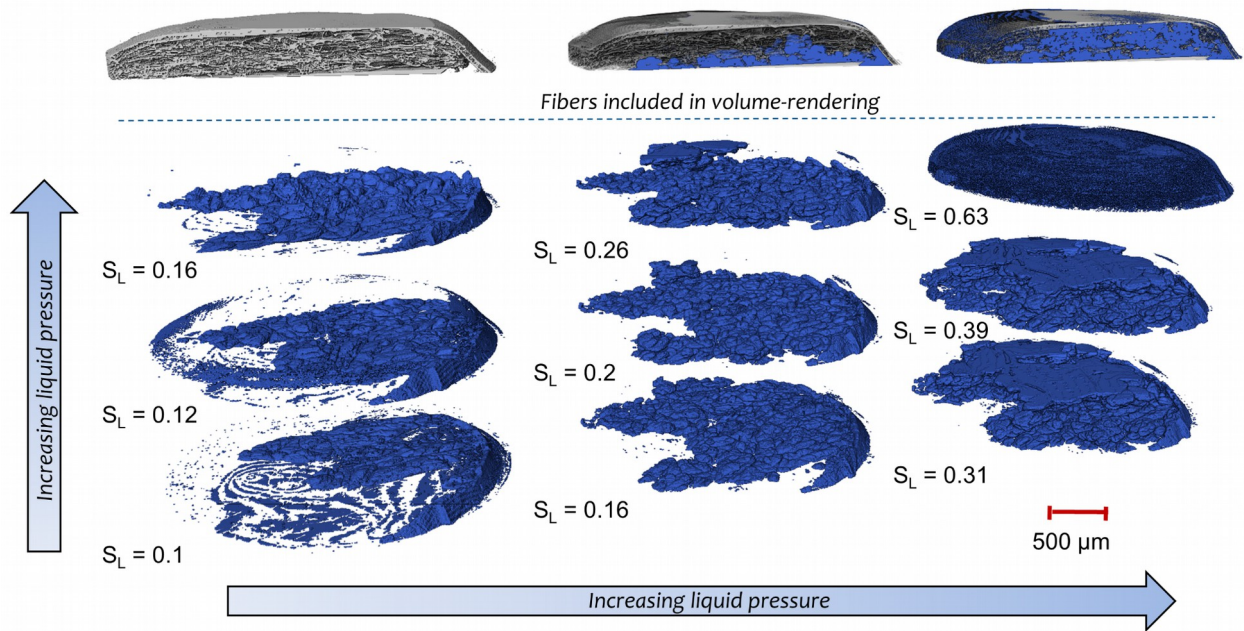 Fibers included in volume-rendering
S_L = 0.16
S_L = 0.26
S_L = 0.63
S_L = 0.12
S_L = 0.2
S_L = 0.39
S_L = 0.1
S_L = 0.16
S_L = 0.31
500 μm
Increasing liquid pressure
Increasing liquid pressure